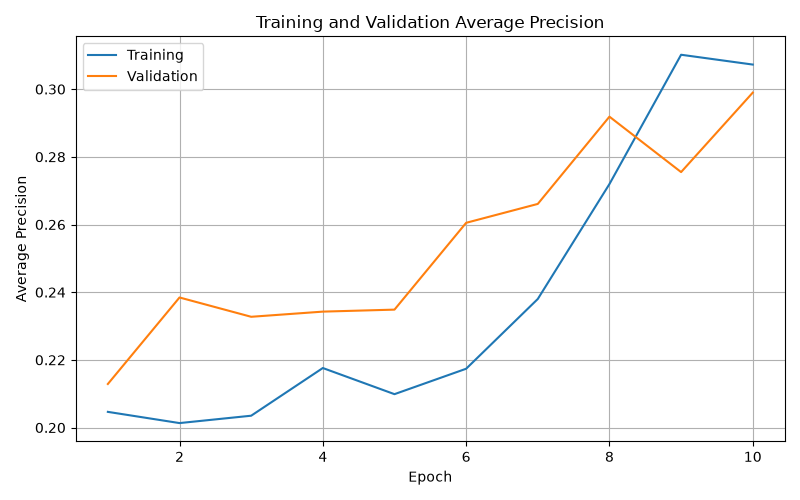 Training and Validation Average Precision
Training
Validation
Average Precision
0.30
0.28
0.26
0.24
0.22
0.20
2 4 6 8 10
Epoch